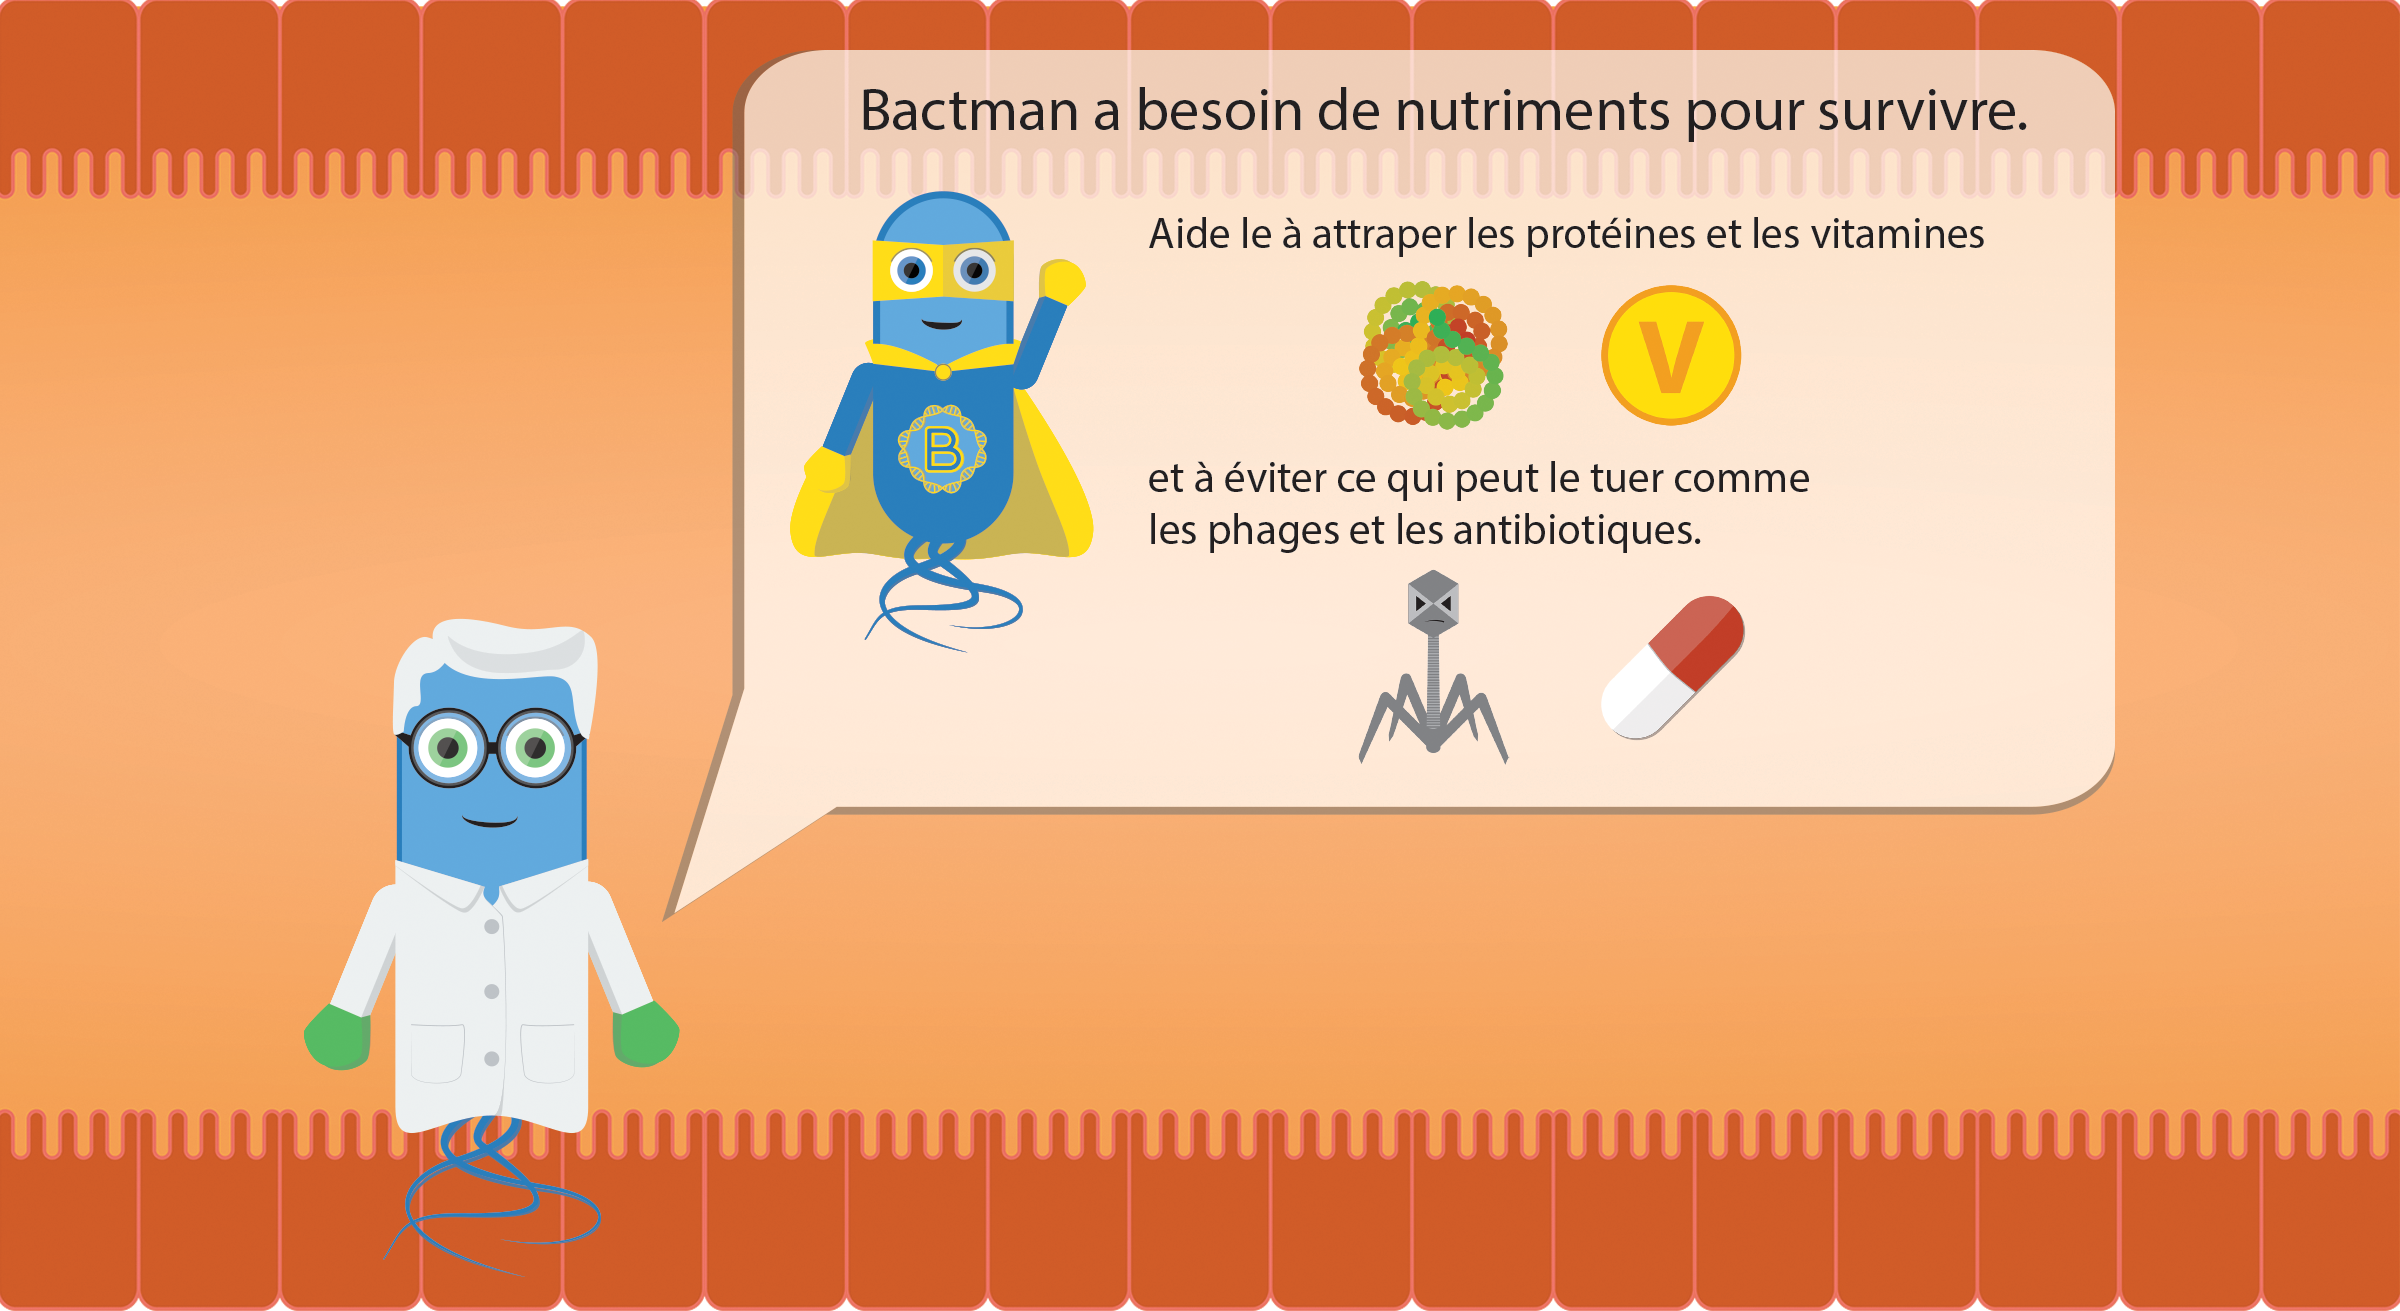 Bactman a besoin de nutriments pour survivre.
Aide le à attraper les protéines et les vitamines
V
B
et à éviter ce qui peut le tuer comme
les phages et les antibiotiques.